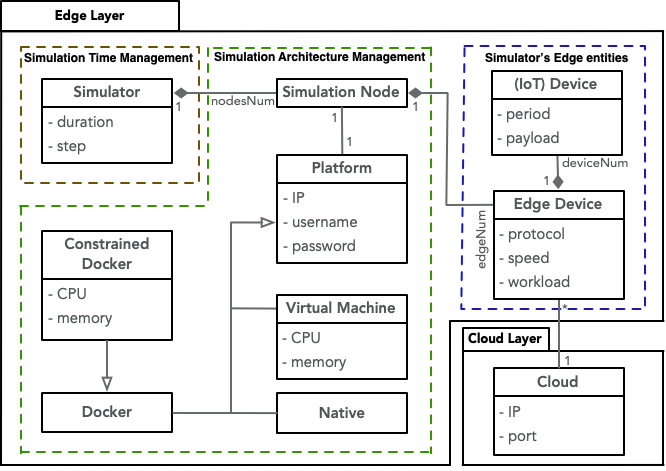 Edge Layer
Simulation Time Management
Simulator
- duration
- step
1
nodesNum
Simulation Architecture Management
Simulation Node
1
1
1
Platform
- IP
- username
- password
Constrained
Docker
- CPU
- memory
Virtual Machine
- CPU
- memory
Docker
Native
Simulator's Edge entities
(IoT) Device
- period
- payload
deviceNum
1
edgeNum
Edge Device
- protocol
- speed
- workload
*
Cloud Layer
1
Cloud
- IP
- port